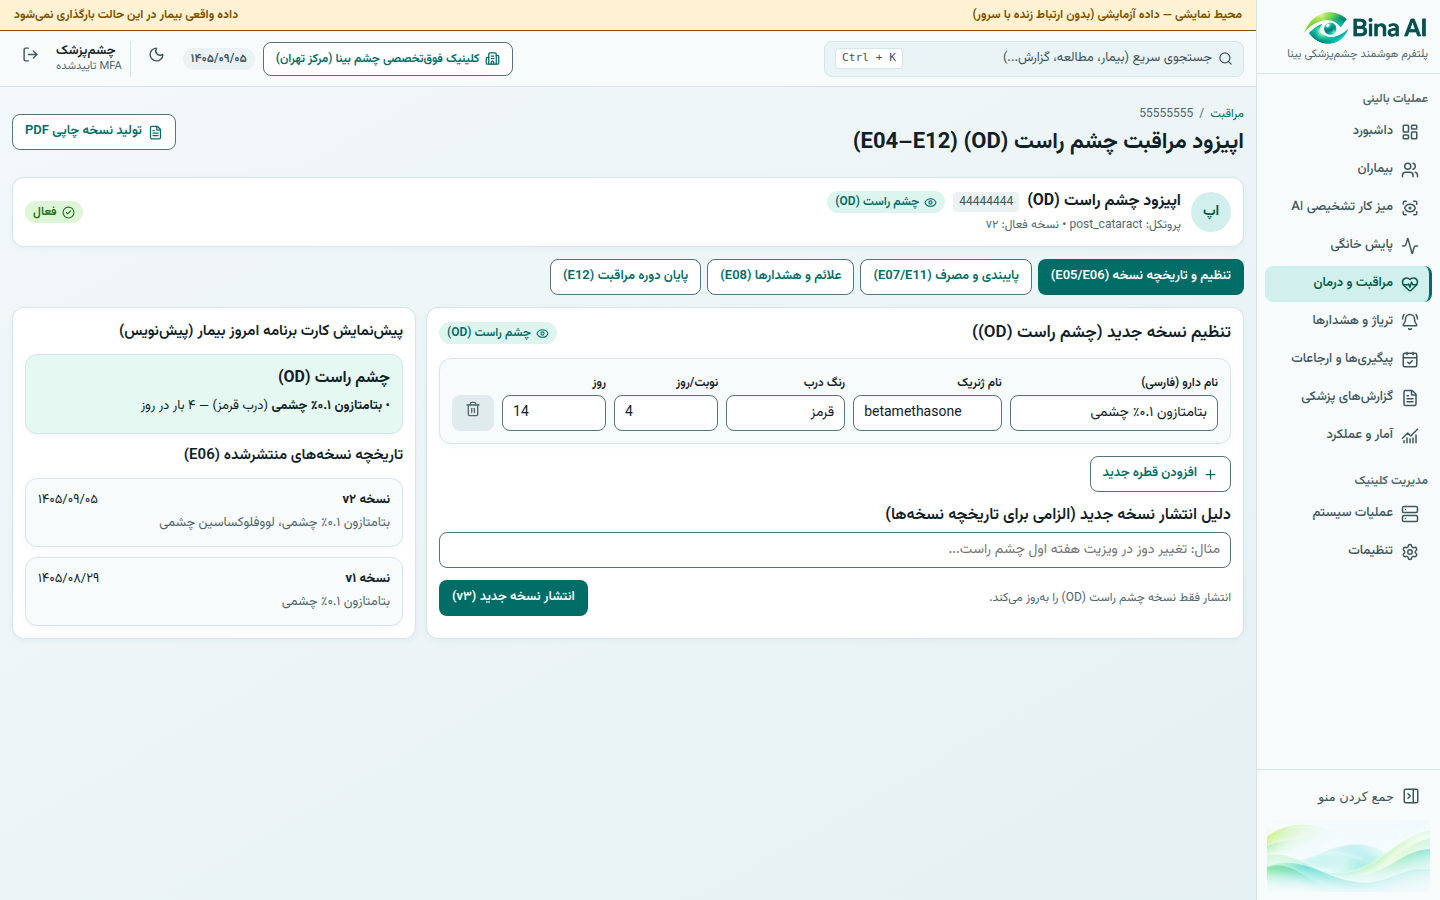 محیط نمایشی — داده آزمایشی (بدون ارتباط زنده با سرور)
داده واقعی بیمار در این حالت بارگذاری نمی‌شود
Bina AI
پلتفرم هوشمند چشم‌پزشکی بینا
جستجوی سریع (بیمار، مطالعه، گزارش...)
Ctrl + K
کلینیک فوق‌تخصصی چشم بینا (مرکز تهران)
۱۴۰۵/۰۹/۰۵
چشم‌پزشک
MFA تاییدشده
عملیات بالینی
داشبورد
بیماران
میز کار تشخیصی AI
پایش خانگی
مراقبت و درمان
تریاژ و هشدارها
پیگیری‌ها و ارجاعات
گزارش‌های پزشکی
آمار و عملکرد
مدیریت کلینیک
عملیات سیستم
تنظیمات
جمع کردن منو
مراقبت / 55555555
اپیزود مراقبت چشم راست (OD) (E04–E12)
تولید نسخه چاپی PDF
اپ
اپیزود چشم راست (OD)
44444444
چشم راست (OD)
پروتکل: post_cataract • نسخه فعال: v۲
فعال
تنظیم و تاریخچه نسخه (E05/E06)
پایبندی و مصرف (E07/E11)
علائم و هشدارها (E08)
پایان دوره مراقبت (E12)
تنظیم نسخه جدید (چشم راست (OD))
چشم راست (OD)
نام دارو (فارسی)
نام ژنریک
رنگ درب
نوبت/روز
روز
بتامتازون ۰.۱٪ چشمی
betamethasone
قرمز
4
14
افزودن قطره جدید
دلیل انتشار نسخه جدید (الزامی برای تاریخچه نسخه‌ها)
مثال: تغییر دوز در ویزیت هفته اول چشم راست...
انتشار فقط نسخه چشم راست (OD) را به‌روز می‌کند.
انتشار نسخه جدید (v۳)
پیش‌نمایش کارت برنامه امروز بیمار (پیش‌نویس)
چشم راست (OD)
• بتامتازون ۰.۱٪ چشمی (درب قرمز) — ۴ بار در روز
تاریخچه نسخه‌های منتشرشده (E06)
نسخه v۲
۱۴۰۵/۰۹/۰۵
بتامتازون ۰.۱٪ چشمی، لووفلوکساسین چشمی
نسخه v۱
۱۴۰۵/۰۸/۲۹
بتامتازون ۰.۱٪ چشمی